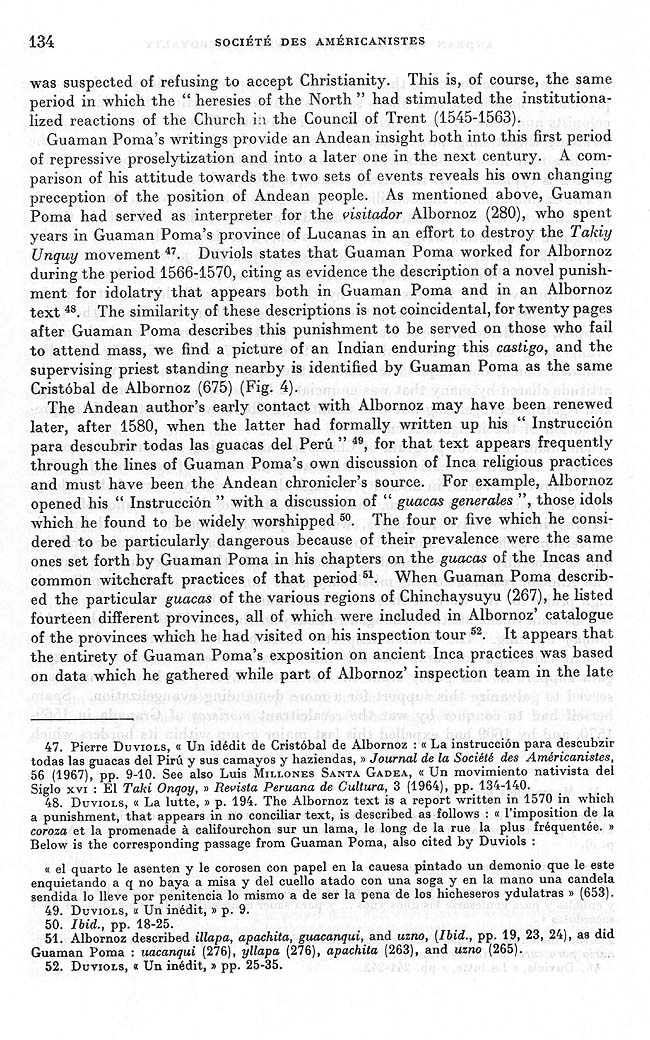 134 SOCIÉTÉ DES AMÉRICANISTES
was suspected of refusing to accept Christianity. This is, of course, the same
period in which the “ heresies of the North ” had stimulated the institutiona-
lized reactions of the Church in the Council of Trent (1545-1563).
Guaman Poma’s writings provide an Andean insight both into this first period
of repressive proselytization and into a later one in the next century. A com-
parison of his attitude towards the two sets of events reveals his own changing
preception of the position of Andean people. As mentioned above, Guaman
Poma had served as interpreter for the visitador Albornoz (280), who spent
years in Guaman Poma’s province of Lucanas in an effort to destroy the Takiy
Unquy movement 47. Duviols states that Guaman Poma worked for Albornoz
during the period 1566-1570, citing as evidence the description of a novel punish-
ment for idolatry that appears both in Guaman Poma and in an Albornoz
text 48. The similarity of these descriptions is not coincidental, for twenty pages
after Guaman Poma describes this punishment to be served on those who fail
to attend mass, we find a picture of an Indian enduring this castigo, and the
supervising priest standing nearby is identified by Guaman Poma as the same
Cristóbal de Albornoz (675) (Fig. 4).
The Andean author’s early contact with Albornoz may have been renewed
later, after 1580, when the latter had formally written up his “ Instrucción
para descubrir todas las guacas del Perú ” 49, for that text appears frequently
through the lines of Guaman Poma’s own discussion of Inca religious practices
and must have been the Andean chronicler’s source. For example, Albornoz
opened his “ Instrucción ” with a discussion of “ guacas generales ”, those idols
which he found to be widely worshipped 50. The four or five which he consi-
dered to be particularly dangerous because of their prevalence were the same
ones set forth by Guaman Poma in his chapters on the guacas of the Incas and
common witchcraft practices of that period 51. When Guaman Poma describ-
ed the particular guacas of the various regions of Chinchaysuyu (267), he listed
fourteen different provinces, all of which were included in Albornoz’ catalogue
of the provinces which he had visited on his inspection tour 52. It appears that
the entirety of Guaman Poma’s exposition on ancient Inca practices was based
on data which he gathered while part of Albornoz’ inspection team in the late
47. Pierre DUVIOLS, « Un idédit de Cristóbal de Albornoz : « La instrucción para descubzir
todas las guacas del Pirú y sus camayos y haziendas, » Journal de la Société des Américanistes,
56 (1967), pp. 9-10. See also Luis MILLONES SANTA GADEA, « Un movimiento nativista del
Siglo XVI : El Taki Onqoy, » Revista Peruana de Cultura, 3 (1964), pp. 134-140.
48. DUVIOLS, « La lutte, » p. 194. The Albornoz text is a report written in 1570 in which
a punishment, that appears in no conciliar text, is described as follows : « l’imposition de la
coroza et la promenade à califourchon sur un lama, le long de la rue la plus fréquentée. »
Below is the corresponding passage from Guaman Poma, also cited by Duviols :
« el quarto le asenten y le corosen con papel en la cauesa pintado un demonio que le este
enquietando a q no baya a misa y del cuello atado con una soga y en la mano una candela
sendida lo lleve por penitencia lo mismo a de ser la pena de los hicheseros ydulatras » (653).
49. DUVIOLS, « Un inédit, » p. 9.
50. Ibid., pp. 18-25.
51. Albornoz described illapa, apachita, guacanqui, and uzno, (Ibid., pp. 19, 23, 24), as did
Guaman Poma : uacanqui (276), yllapa (276), apachita (263), and uzno (265).
52. DUVIOLS, « Un inédit, » pp. 25-35.